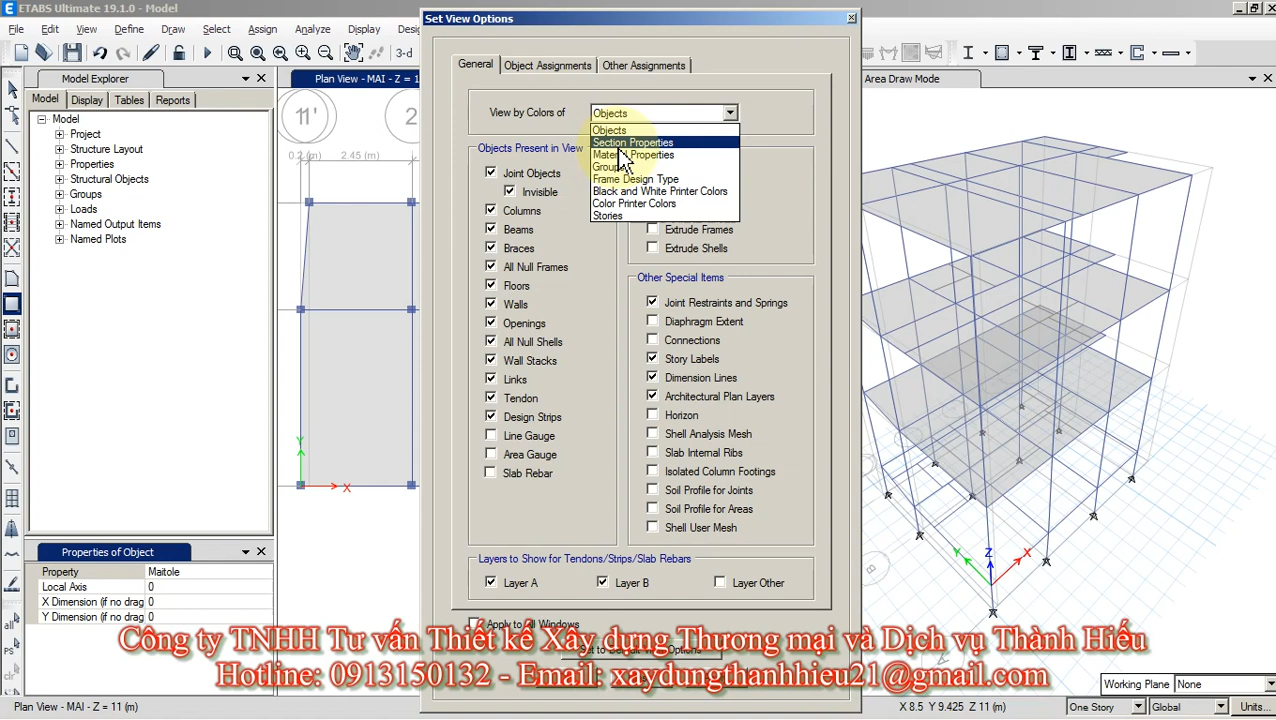 ETABS Ultimate 19.1.0 - MAI
File Edit View Define Draw Select Assign Analyze Display
3-d
Model Explorer
Model Display Tables Reports
Model
Project
Structure Layout
Properties
Structural Objects
Groups
Loads
Named Output Items
Named Plots
Properties of Object
Property Maitole
Local Axis 0
X Dimension (if no drag 0
Y Dimension (if no drag 0
Plan View - MAI - Z = 1
11' 2
0.2 (m) 2.45 (m)
Y
X
Set View Options
General Object Assignments Other Assignments
View by Colors of Objects
Objects
Section Properties
Material Properties
Groups
Frame Design Type
Black and White Printer Colors
Color Printer Colors
Stories
Objects Present in View
Joint Objects
Invisible
Columns
Beams
Braces
All Null Frames
Floors
Walls
Openings
All Null Shells
Wall Stacks
Links
Tendon
Design Strips
Line Gauge
Area Gauge
Slab Rebar
Extrude Frames
Extrude Shells
Other Special Items
Joint Restraints and Springs
Diaphragm Extent
Connections
Story Labels
Dimension Lines
Architectural Plan Layers
Horizon
Shell Analysis Mesh
Slab Internal Ribs
Isolated Column Footings
Soil Profile for Joints
Soil Profile for Areas
Shell User Mesh
Layers to Show for Tendons/Strips/Slab Rebars
Layer A Layer B Layer Other
Apply to All Windows
Set to Default View Options
Area Draw Mode
Y Z X
B
A
Công ty TNHH Tư vấn Thiết kế Xây dựng Thương mại và Dịch vụ Thành Hiếu
Hotline: 0913150132 - Email: xaydungthanhhieu21@gmail.com
Working Plane None
Plan View - MAI - Z = 11 (m)
X 8.5 Y 9.425 Z 11 (m)
One Story Global Units...